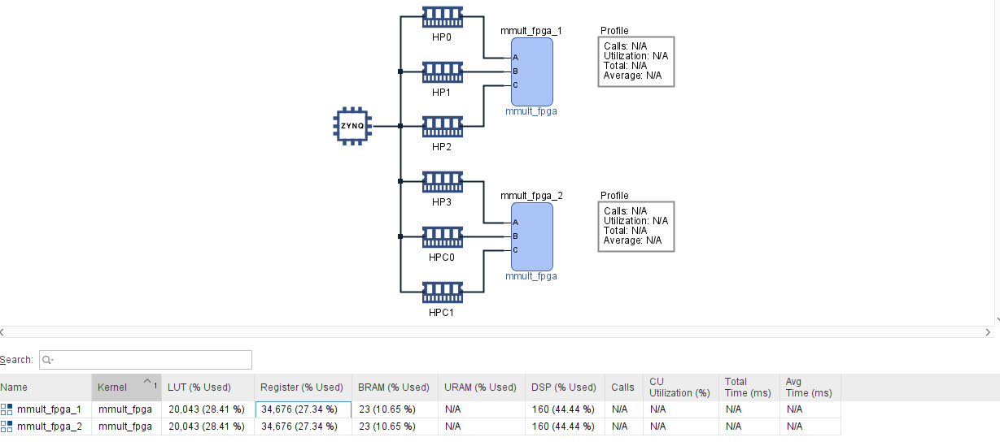 HP0
mmult_fpga_1
Profile
Calls: N/A
Utilization: N/A
Total: N/A
Average: N/A
A
B
C
HP1
mmult_fpga
ZYNQ
HP2
HP3
mmult_fpga_2
Profile
Calls: N/A
Utilization: N/A
Total: N/A
Average: N/A
A
B
C
HPC0
mmult_fpga
HPC1
Search:
Name Kernel 1 LUT (% Used) Register (% Used) BRAM (% Used) URAM (% Used) DSP (% Used) Calls CU Utilization (%) Total Time (ms) Avg Time (ms)
mmult_fpga_1 mmult_fpga 20,043 (28.41 %) 34,676 (27.34 %) 23 (10.65 %) N/A 160 (44.44 %) N/A N/A N/A N/A
mmult_fpga_2 mmult_fpga 20,043 (28.41 %) 34,676 (27.34 %) 23 (10.65 %) N/A 160 (44.44 %) N/A N/A N/A N/A